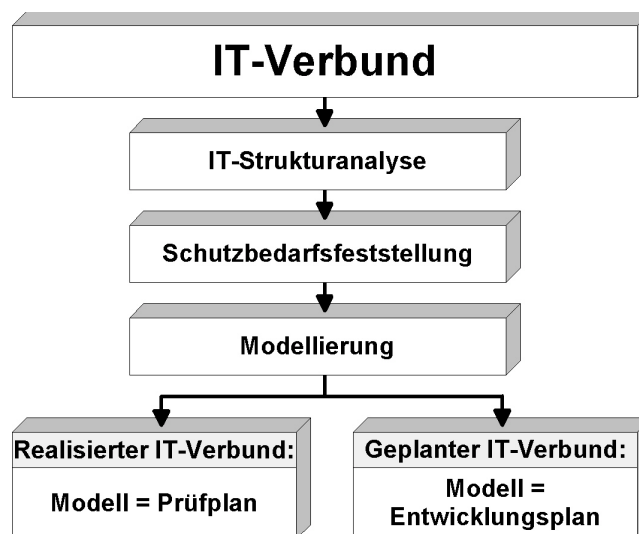 IT-Verbund
IT-Strukturanalyse
Schutzbedarfsfeststellung
Modellierung
Realisierter IT-Verbund:
Modell = Prüfplan
Geplanter IT-Verbund:
Modell =
Entwicklungsplan